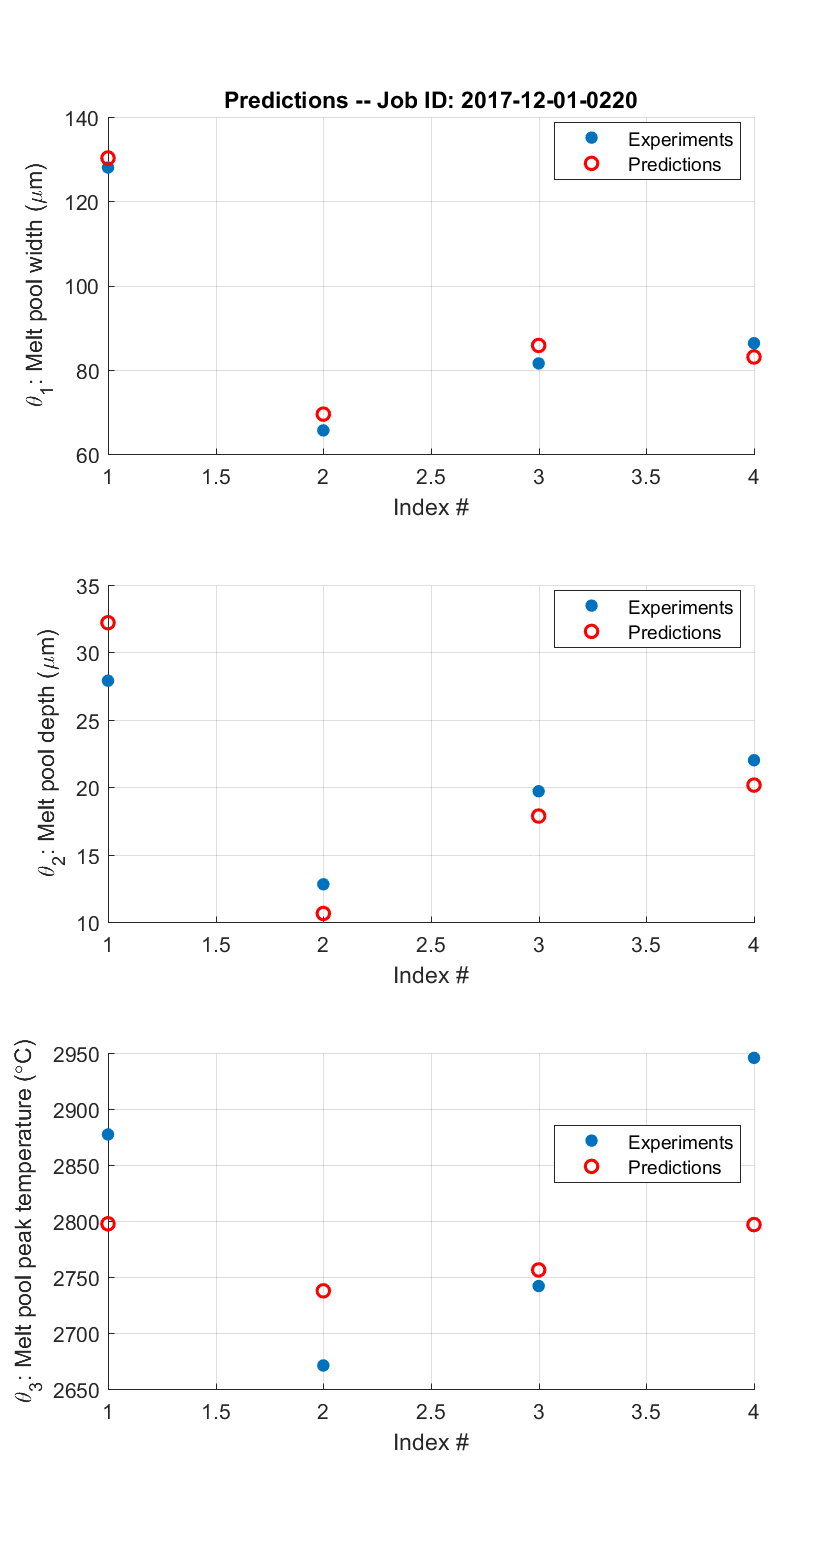 Predictions -- Job ID: 2017-12-01-0220
140
120
100
80
60
θ1: Melt pool width (μm)
Experiments
Predictions
1 1.5 2 2.5 3 3.5 4
Index #
35
30
25
20
15
10
θ2: Melt pool depth (μm)
Experiments
Predictions
1 1.5 2 2.5 3 3.5 4
Index #
2950
2900
2850
2800
2750
2700
2650
θ3: Melt pool peak temperature (°C)
Experiments
Predictions
1 1.5 2 2.5 3 3.5 4
Index #